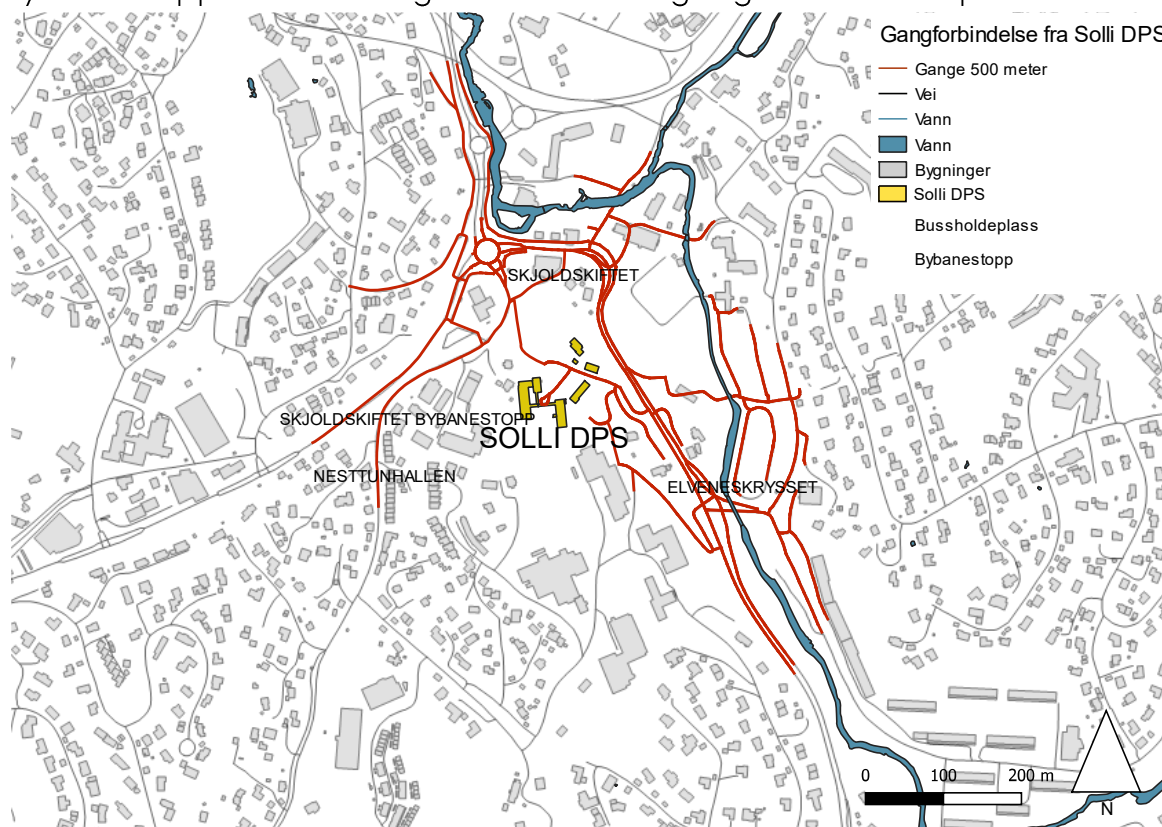 Gangforbindelse fra Solli DPS
Gange 500 meter
Vei
Vann
Vann
Bygninger
Solli DPS
Bussholdeplass
Bybanestopp
SKJOLDSKIFTET
SKJOLDSKIFTET BYBANESTOPP
SOLLI DPS
NESTTUNHALLEN
ELVENESKRYSSET
0 100 200 m
N